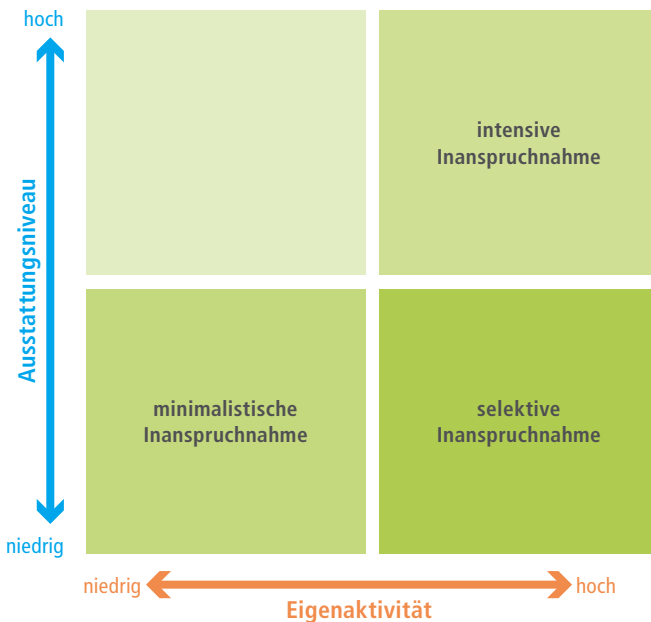 hoch
Ausstattungsniveau
intensive
Inanspruchnahme
minimalistische
Inanspruchnahme
selektive
Inanspruchnahme
niedrig
niedrig
hoch
Eigenaktivität